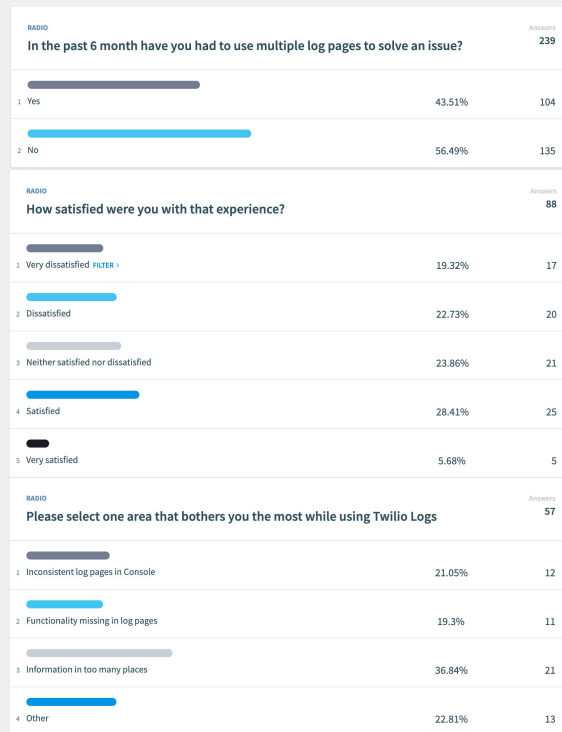 RADIO
Answers
In the past 6 month have you had to use multiple log pages to solve an issue?
239
1 Yes 43.51% 104
2 No 56.49% 135
RADIO
Answers
How satisfied were you with that experience?
88
1 Very dissatisfied FILTER > 19.32% 17
2 Dissatisfied 22.73% 20
3 Neither satisfied nor dissatisfied 23.86% 21
4 Satisfied 28.41% 25
5 Very satisfied 5.68% 5
RADIO
Answers
Please select one area that bothers you the most while using Twilio Logs
57
1 Inconsistent log pages in Console 21.05% 12
2 Functionality missing in log pages 19.3% 11
3 Information in too many places 36.84% 21
4 Other 22.81% 13